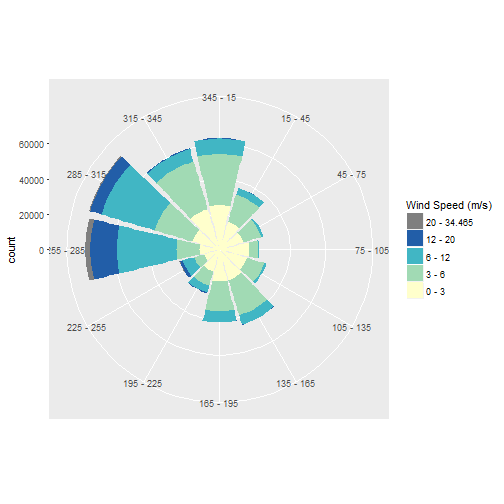 345 - 15
315 - 345
15 - 45
60000
285 - 315
45 - 75
40000
Wind Speed (m/s)
20000
20 - 34.465
12 - 20
count
0
255 - 285
75 - 105
6 - 12
3 - 6
0 - 3
225 - 255
105 - 135
195 - 225
135 - 165
165 - 195